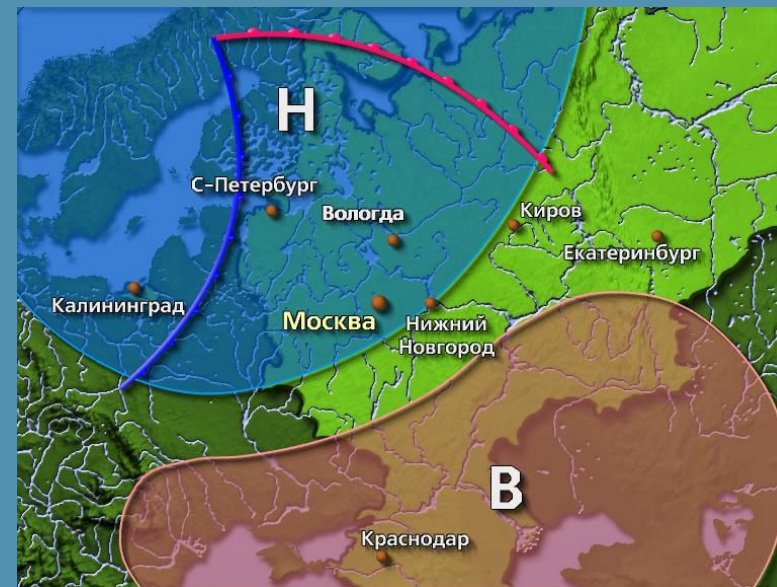 Н
С-Петербург
Вологда
Киров
Екатеринбург
Калининград
Москва
Нижний
Новгород
В
Краснодар